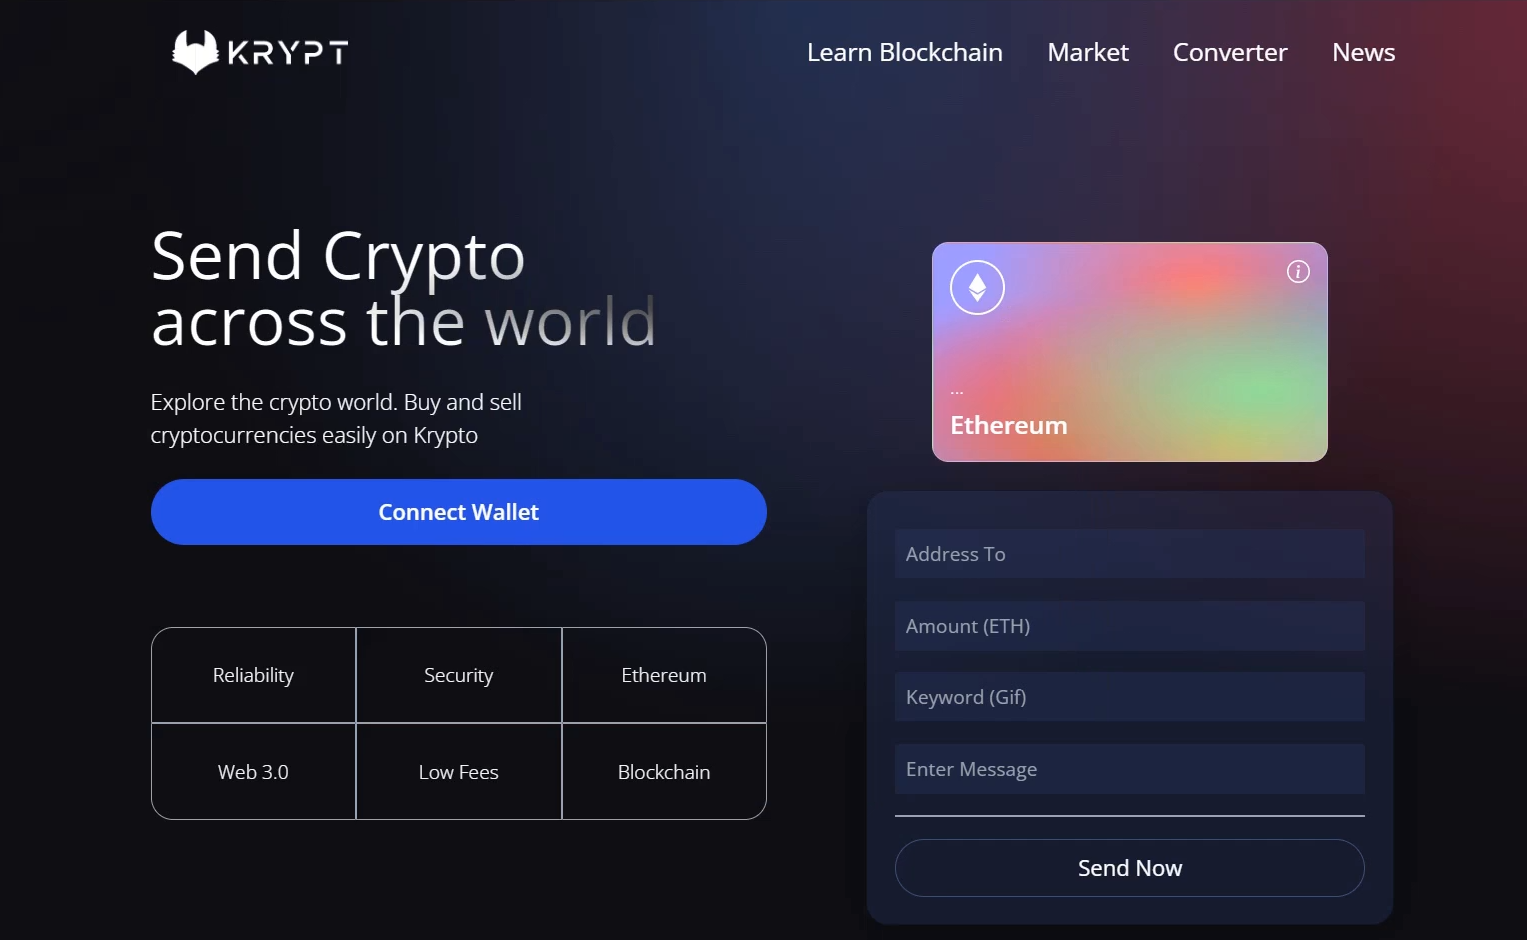 KRYPT
Learn Blockchain
Market
Converter
News
Send Crypto
across the world
Explore the crypto world. Buy and sell
cryptocurrencies easily on Krypto
Connect Wallet
Reliability
Security
Ethereum
Web 3.0
Low Fees
Blockchain
i
...
Ethereum
Address To
Amount (ETH)
Keyword (Gif)
Enter Message
Send Now